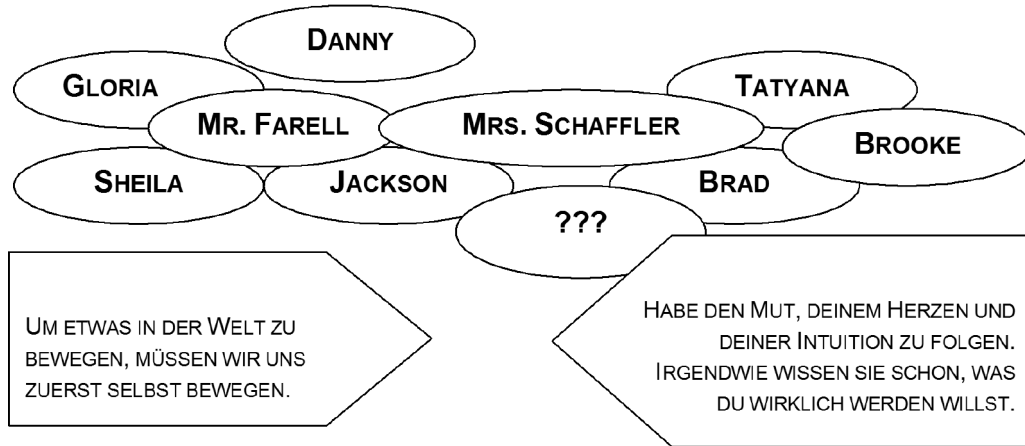 DANNY
GLORIA
TATYANA
MR. FARELL
MRS. SCHAFFLER
BROOKE
SHEILA
JACKSON
BRAD
???
UM ETWAS IN DER WELT ZU
BEWEGEN, MÜSSEN WIR UNS
ZUERST SELBST BEWEGEN.
HABE DEN MUT, DEINEM HERZEN UND
DEINER INTUITION ZU FOLGEN.
IRGENDWIE WISSEN SIE SCHON, WAS
DU WIRKLICH WERDEN WILLST.